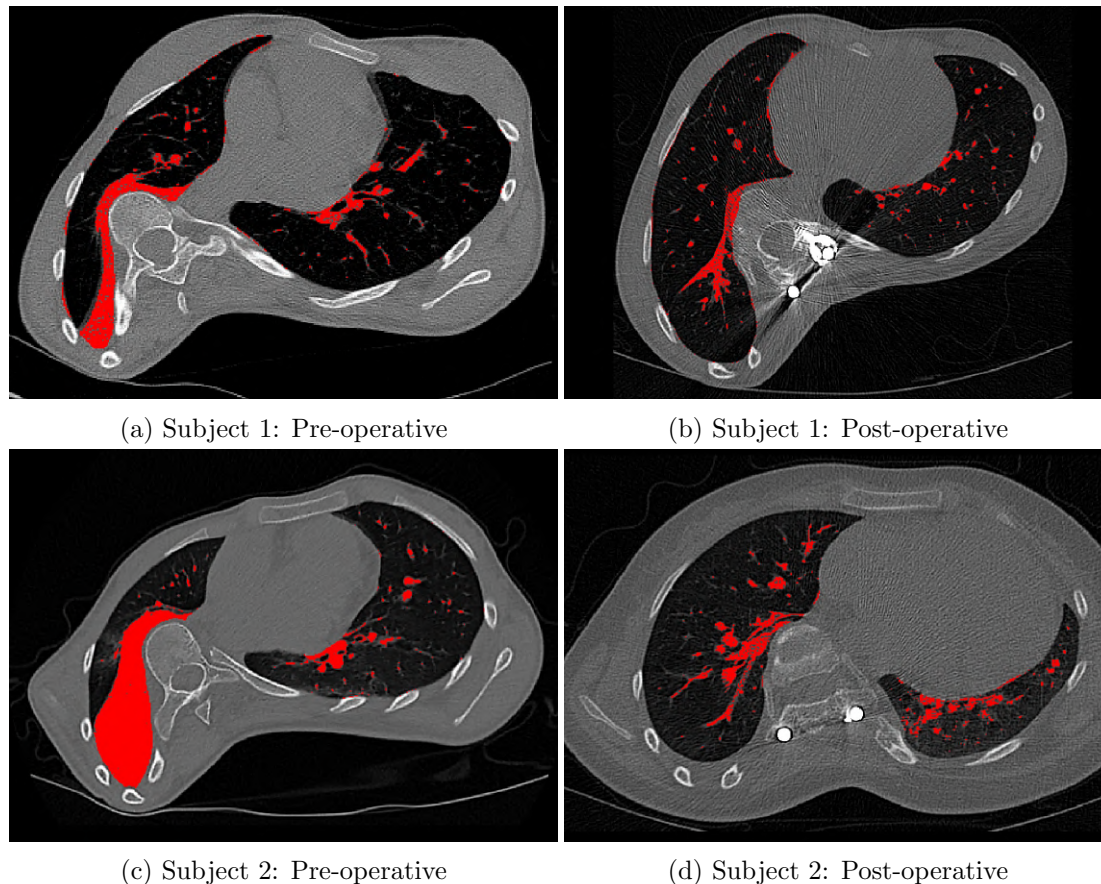 (a) Subject 1: Pre-operative
(b) Subject 1: Post-operative
(c) Subject 2: Pre-operative
(d) Subject 2: Post-operative